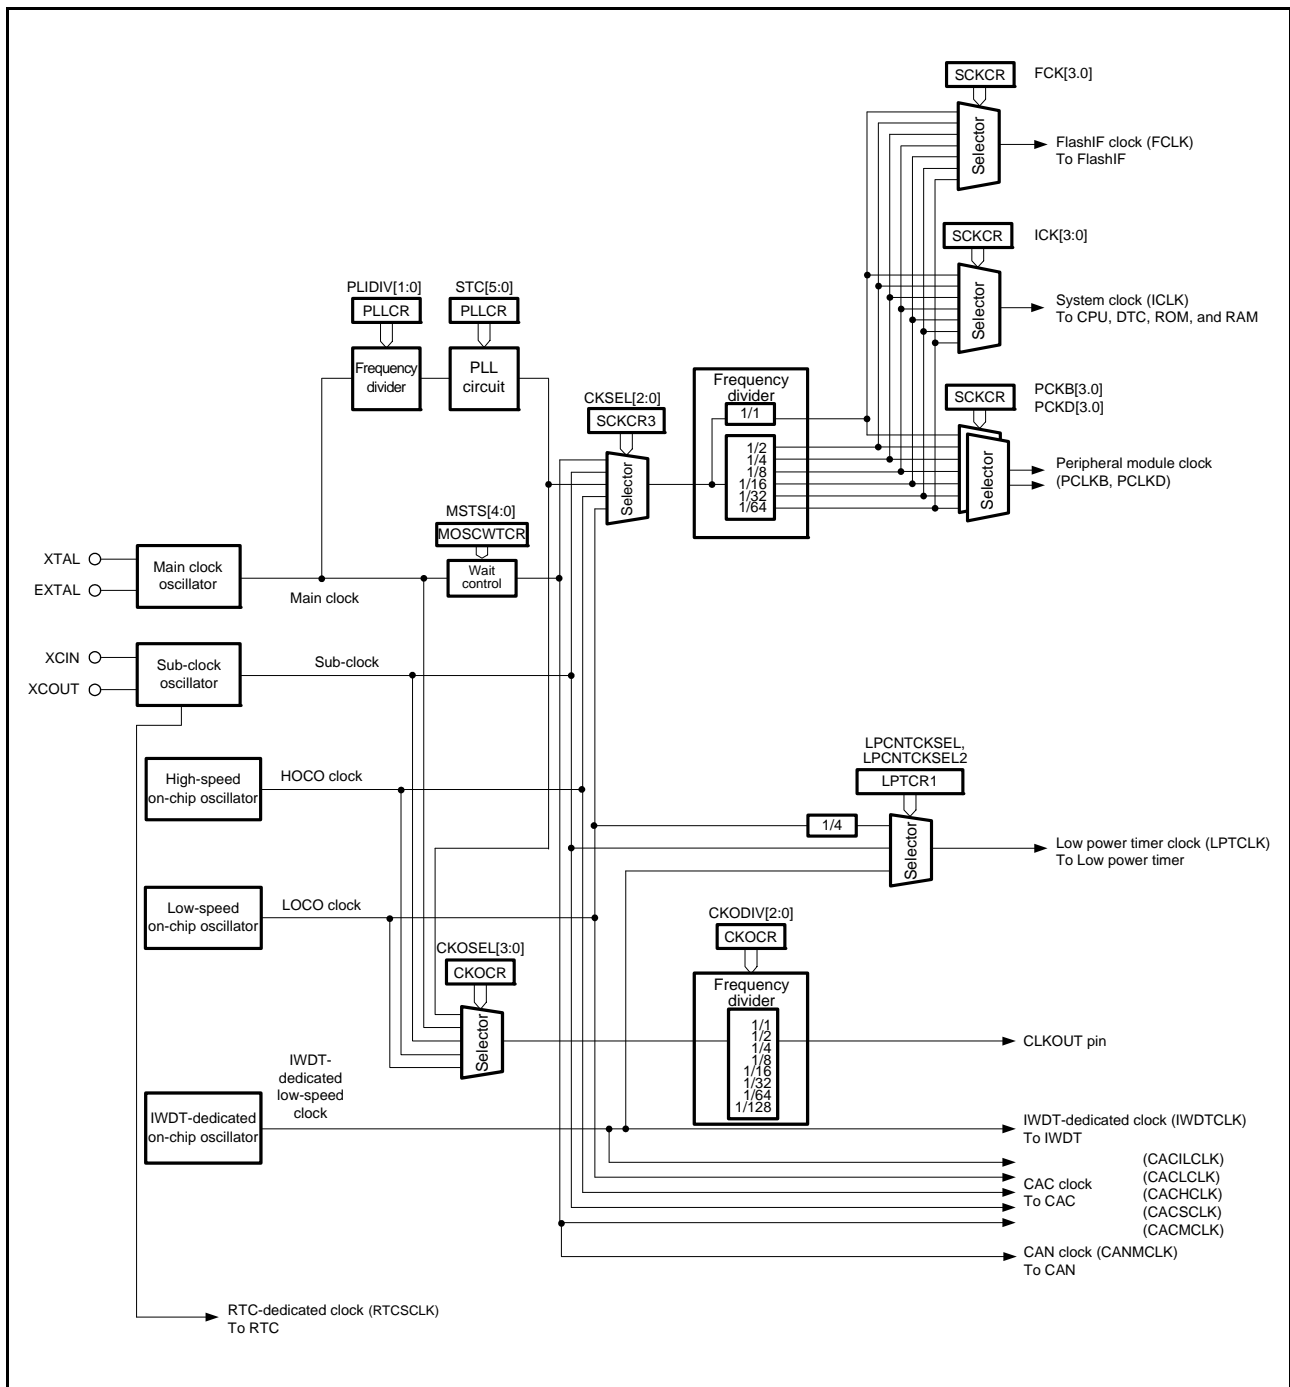 SCKCR
FCK[3.0]
Selector
FlashIF clock (FCLK)
To FlashIF
SCKCR
ICK[3:0]
Selector
System clock (ICLK)
To CPU, DTC, ROM, and RAM
PLIDIV[1:0]
STC[5:0]
PLLCR
PLLCR
Frequency
divider
PLL
circuit
CKSEL[2:0]
SCKCR3
Selector
Frequency
divider
1/1
1/2
1/4
1/8
1/16
1/32
1/64
SCKCR
PCKB[3.0]
PCKD[3.0]
Selector
Peripheral module clock
(PCLKB, PCLKD)
MSTS[4:0]
MOSCWTCR
Wait
control
XTAL
EXTAL
Main clock
oscillator
Main clock
XCIN
XCOUT
Sub-clock
oscillator
Sub-clock
High-speed
on-chip oscillator
HOCO clock
LPCNTCKSEL,
LPCNTCKSEL2
LPTCR1
1/4
Selector
Low power timer clock (LPTCLK)
To Low power timer
Low-speed
on-chip oscillator
LOCO clock
CKOSEL[3:0]
CKOCR
Selector
CKODIV[2:0]
CKOCR
Frequency
divider
1/1
1/2
1/4
1/8
1/16
1/32
1/64
1/128
CLKOUT pin
IWDT-
dedicated
low-speed
clock
IWDT-dedicated
on-chip oscillator
IWDT-dedicated clock (IWDTCLK)
To IWDT
CAC clock
To CAC
(CACILCLK)
(CACLCLK)
(CACHCLK)
(CACSCLK)
(CACMCLK)
CAN clock (CANMCLK)
To CAN
RTC-dedicated clock (RTCSCLK)
To RTC